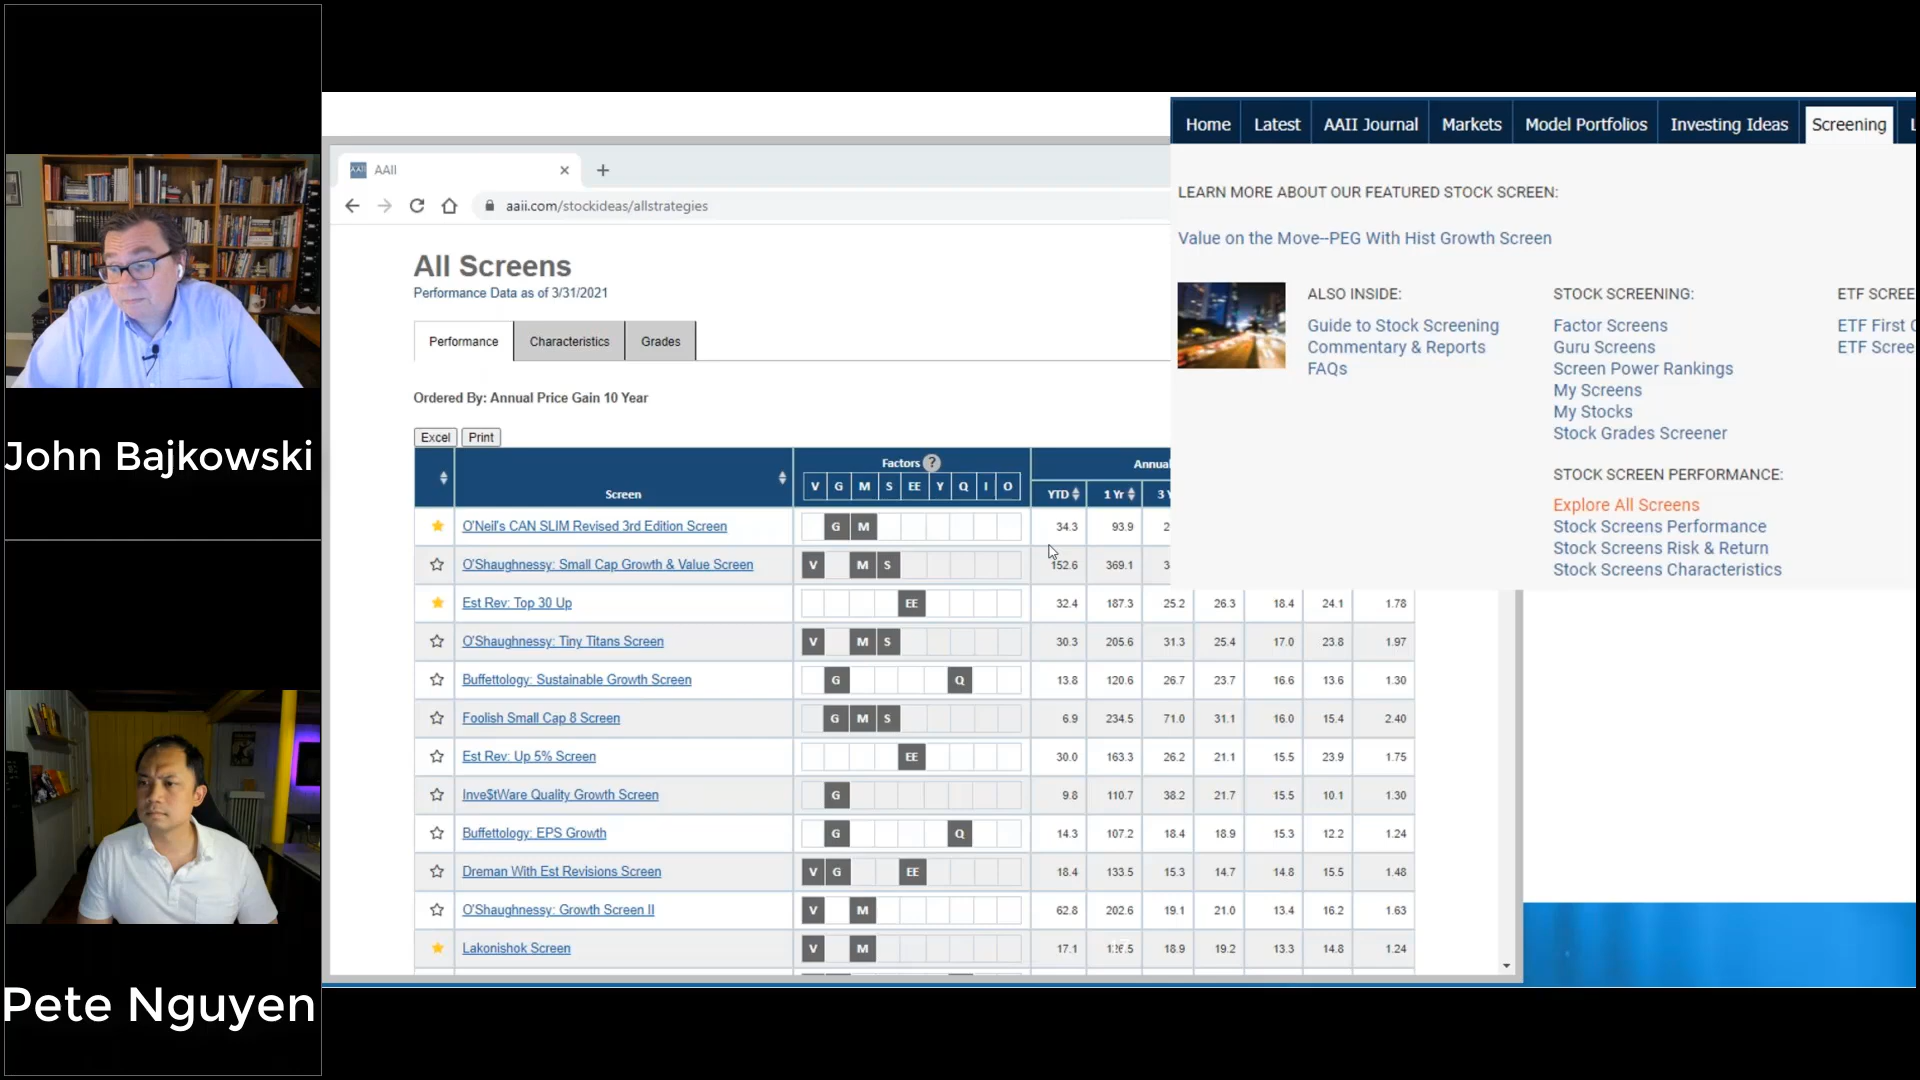 Home Latest AAII Journal Markets Model Portfolios Investing Ideas Screening
LEARN MORE ABOUT OUR FEATURED STOCK SCREEN:
Value on the Move--PEG With Hist Growth Screen
ALSO INSIDE:
Guide to Stock Screening
Commentary & Reports
FAQs
STOCK SCREENING:
Factor Screens
Guru Screens
Screen Power Rankings
My Screens
My Stocks
Stock Grades Screener
STOCK SCREEN PERFORMANCE:
Explore All Screens
Stock Screens Performance
Stock Screens Risk & Return
Stock Screens Characteristics
ETF SCREE
ETF First
ETF Scree
AAII
aaii.com/stockideas/allstrategies
All Screens
Performance Data as of 3/31/2021
Performance Characteristics Grades
Ordered By: Annual Price Gain 10 Year
Excel Print
Factors ? Annual
V G M S EE Y Q I O
Screen YTD 1 Yr 3
O'Neil's CAN SLIM Revised 3rd Edition Screen G M 34.3 93.9 2
O'Shaughnessy: Small Cap Growth & Value Screen V M S 152.6 369.1 3
Est Rev: Top 30 Up EE 32.4 187.3 25.2 26.3 18.4 24.1 1.78
O'Shaughnessy: Tiny Titans Screen V M S 30.3 205.6 31.3 25.4 17.0 23.8 1.97
Buffettology: Sustainable Growth Screen G Q 13.8 120.6 26.7 23.7 16.6 13.6 1.30
Foolish Small Cap 8 Screen G M S 6.9 234.5 71.0 31.1 16.0 15.4 2.40
Est Rev: Up 5% Screen EE 30.0 163.3 26.2 21.1 15.5 23.9 1.75
Inve$tWare Quality Growth Screen G 9.8 110.7 38.2 21.7 15.5 10.1 1.30
Buffettology: EPS Growth G Q 14.3 107.2 18.4 18.9 15.3 12.2 1.24
Dreman With Est Revisions Screen V G EE 18.4 133.5 15.3 14.7 14.8 15.5 1.48
O'Shaughnessy: Growth Screen II V M 62.8 202.6 19.1 21.0 13.4 16.2 1.63
Lakonishok Screen V M 17.1 18.9 19.2 13.3 14.8 1.24
John Bajkowski
Pete Nguyen